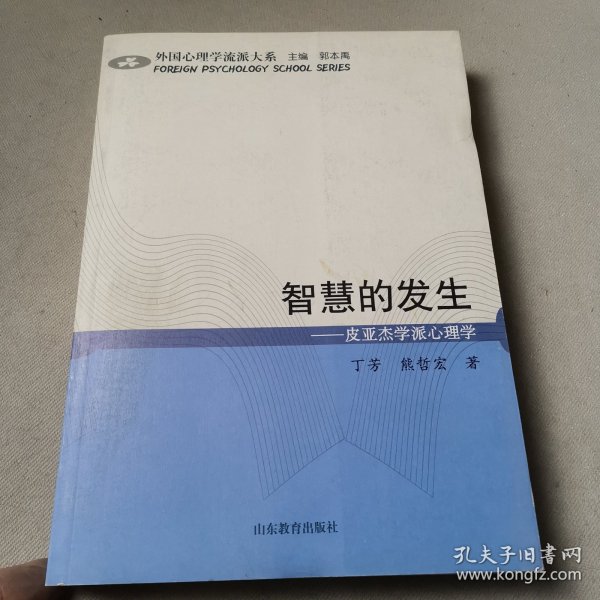 外国心理学流派大系 主编 郭本禹
FOREIGN PSYCHOLOGY SCHOOL SERIES
智慧的发生
——皮亚杰学派心理学
丁芳 熊哲宏 著
山东教育出版社
孔夫子旧书网
www.kongfz.com